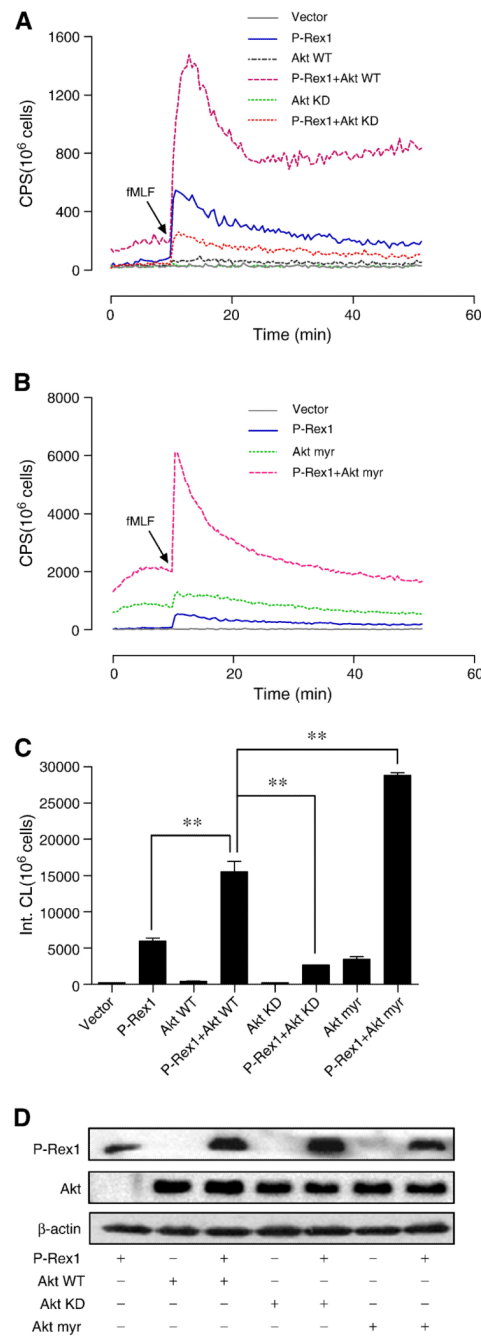 A
Vector
P-Rex1
Akt WT
P-Rex1+Akt WT
Akt KD
P-Rex1+Akt KD
CPS(10⁶ cells)
1600
1200
800
400
0
fMLF
0 20 40 60
Time (min)
B
Vector
P-Rex1
Akt myr
P-Rex1+Akt myr
CPS(10⁶ cells)
8000
6000
4000
2000
0
fMLF
0 20 40 60
Time (min)
C
Int. CL(10⁶ cells)
30000
25000
20000
15000
10000
5000
0
**
**
**
Vector
P-Rex1
Akt WT
P-Rex1+Akt WT
Akt KD
P-Rex1+Akt KD
Akt myr
P-Rex1+Akt myr
D
P-Rex1
Akt
β-actin
P-Rex1 + – + – + – +
Akt WT – + + – – – –
Akt KD – – – + + – –
Akt myr – – – – – + +